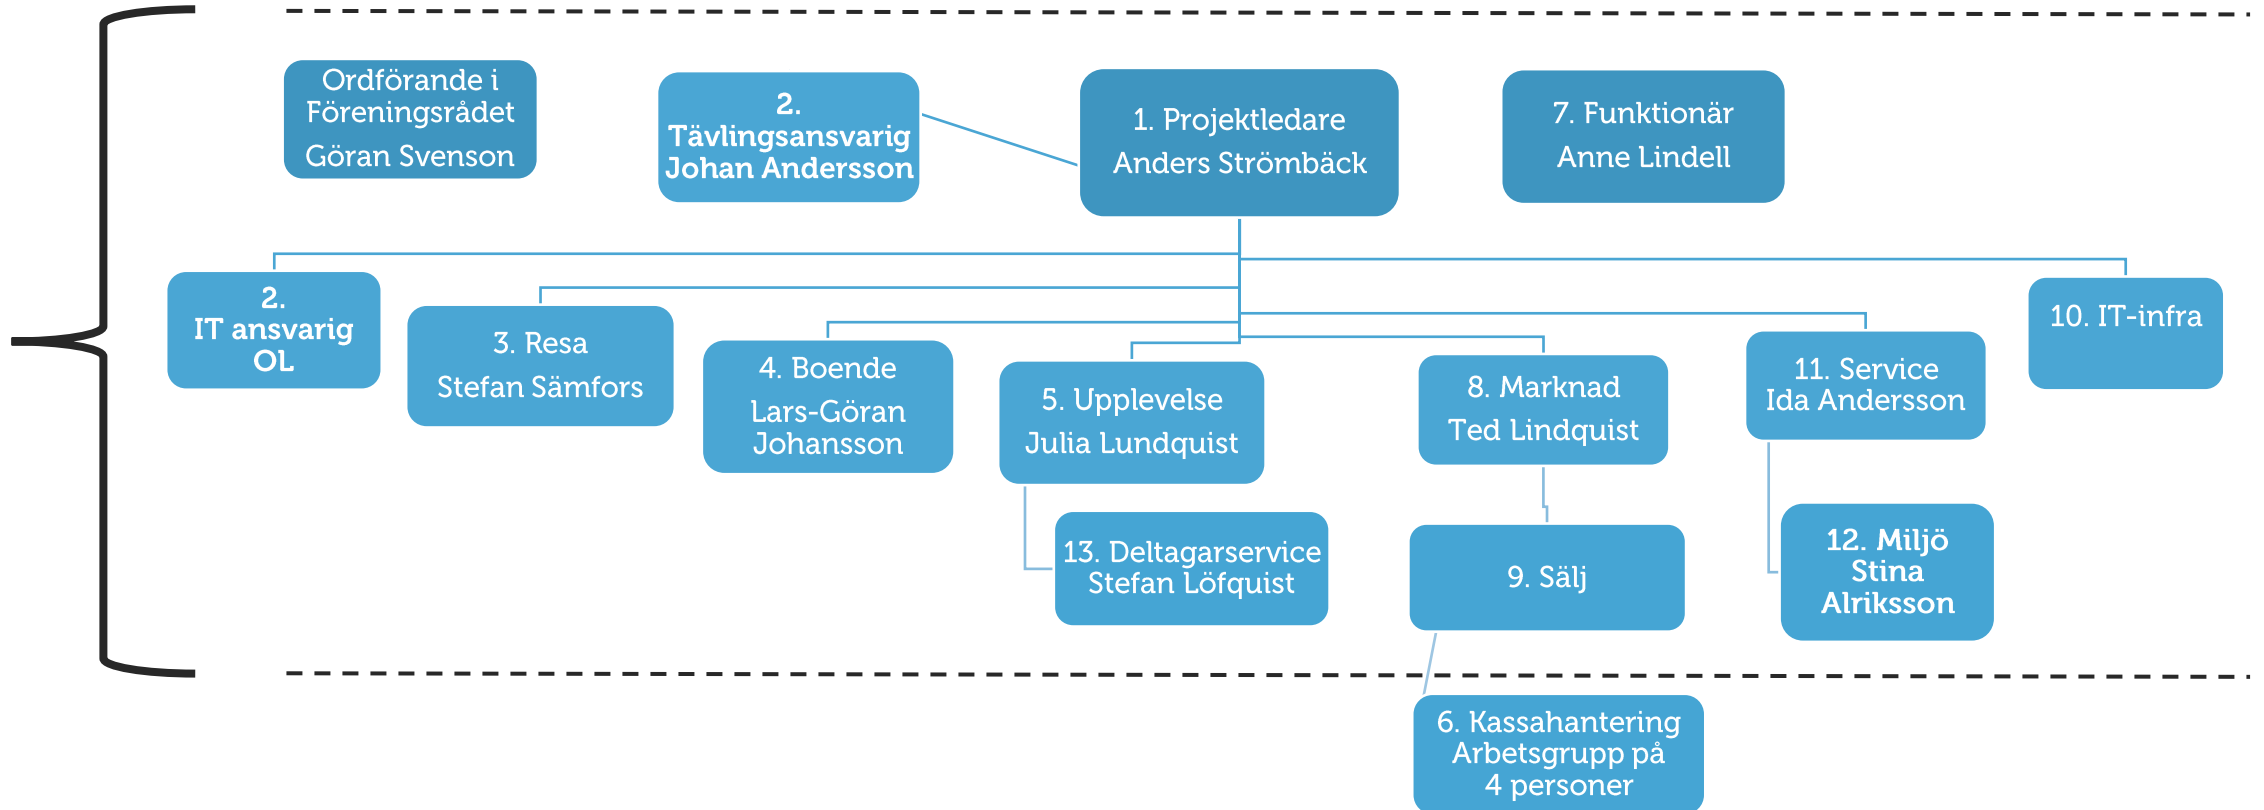 Ordförande i
Föreningsrådet
Göran Svenson
2.
Tävlingsansvarig
Johan Andersson
1. Projektledare
Anders Strömbäck
7. Funktionär
Anne Lindell
2.
IT ansvarig
OL
3. Resa
Stefan Sämfors
4. Boende
Lars-Göran
Johansson
5. Upplevelse
Julia Lundquist
8. Marknad
Ted Lindquist
11. Service
Ida Andersson
10. IT-infra
13. Deltagarservice
Stefan Löfquist
9. Sälj
12. Miljö
Stina
Alriksson
6. Kassahantering
Arbetsgrupp på
4 personer